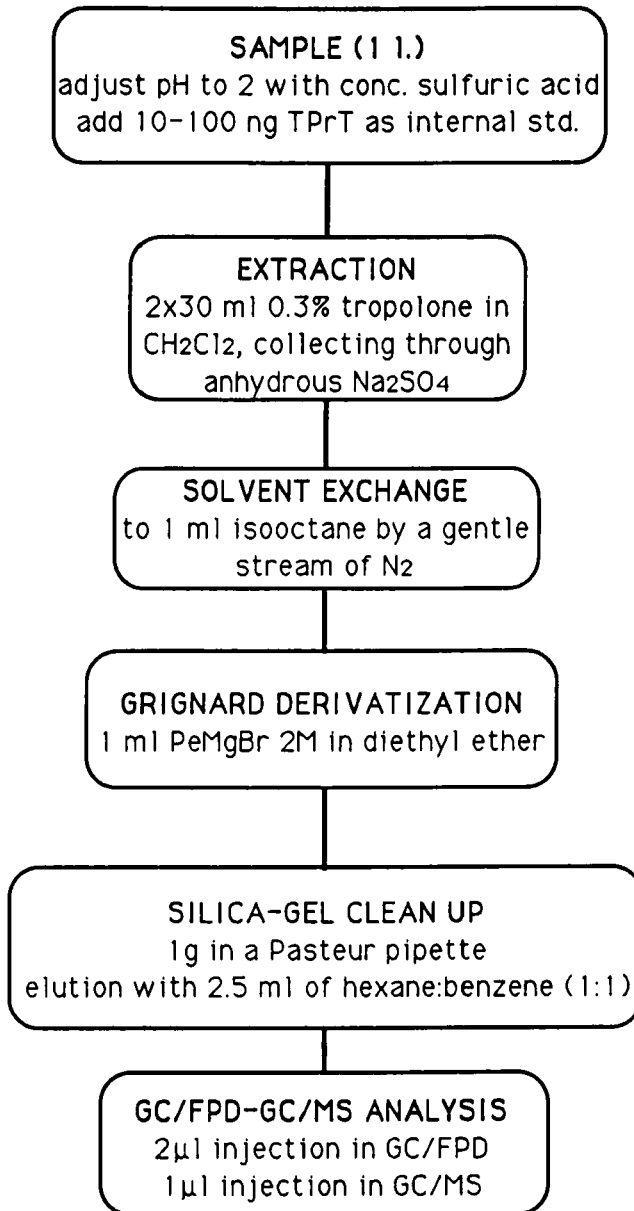 SAMPLE (1 l.)
adjust pH to 2 with conc. sulfuric acid
add 10-100 ng TPrT as internal std.
EXTRACTION
2x30 ml 0.3% tropolone in
CH2Cl2, collecting through
anhydrous Na2SO4
SOLVENT EXCHANGE
to 1 ml isooctane by a gentle
stream of N2
GRIGNARD DERIVATIZATION
1 ml PeMgBr 2M in diethyl ether
SILICA-GEL CLEAN UP
1g in a Pasteur pipette
elution with 2.5 ml of hexane:benzene (1:1)
GC/FPD-GC/MS ANALYSIS
2µl injection in GC/FPD
1µl injection in GC/MS